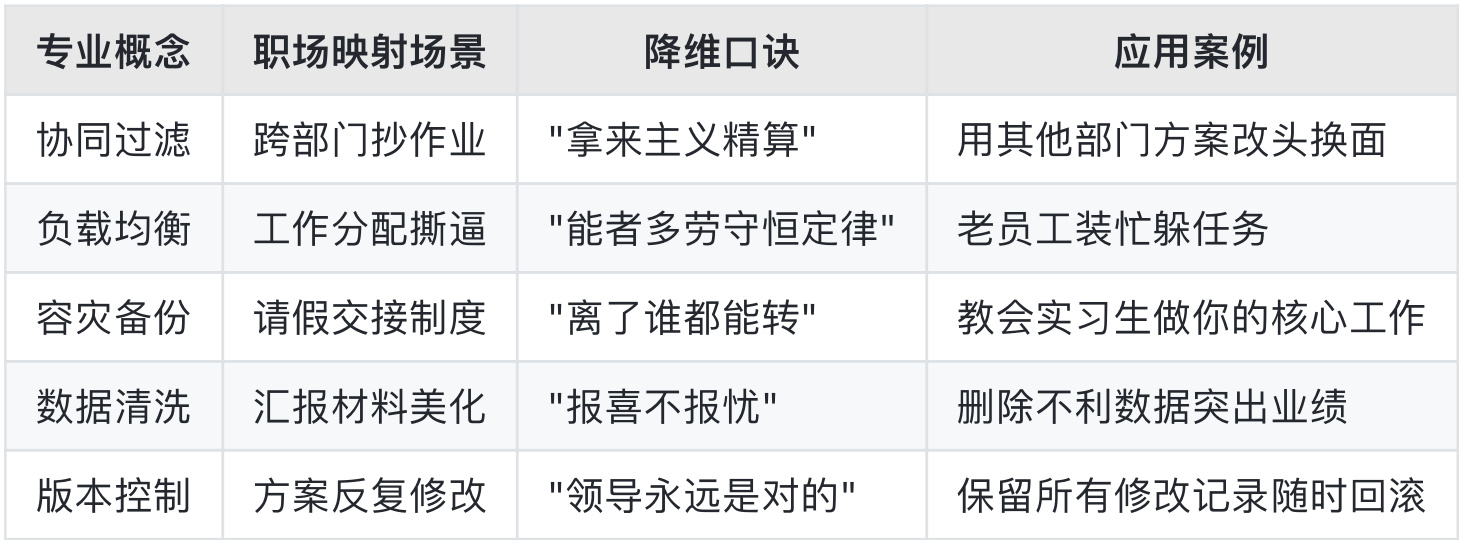 专业概念 职场映射场景 降维口诀 应用案例
协同过滤 跨部门抄作业 "拿来主义精算" 用其他部门方案改头换面
负载均衡 工作分配撕逼 "能者多劳守恒定律" 老员工装忙躲任务
容灾备份 请假交接制度 "离了谁都能转" 教会实习生做你的核心工作
数据清洗 汇报材料美化 "报喜不报忧" 删除不利数据突出业绩
版本控制 方案反复修改 "领导永远是对的" 保留所有修改记录随时回滚